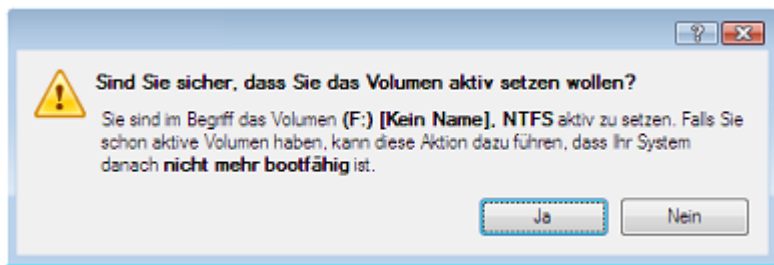 Sind Sie sicher, dass Sie das Volumen aktiv setzen wollen?
Sie sind im Begriff das Volumen (F:) [Kein Name], NTFS aktiv zu setzen. Falls Sie
schon aktive Volumen haben, kann diese Aktion dazu führen, dass Ihr System
danach nicht mehr bootfähig ist.
Ja
Nein